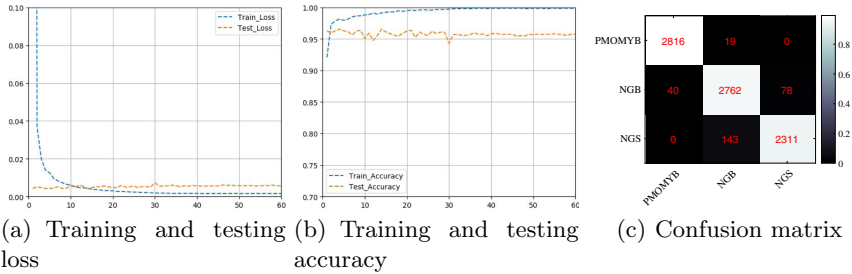 0.10
0.08
0.06
0.04
0.02
0.00
0 10 20 30 40 50 60
Train_Loss
Test_Loss
1.00
0.95
0.90
0.85
0.80
0.75
0.70
0 10 20 30 40 50 60
Train_Accuracy
Test_Accuracy
PMOMYB 2816 19 0
NGB 40 2762 78
NGS 0 143 2311
PMOMYB NGB NGS
0.8
0.6
0.4
0.2
0
(a) Training and testing
loss
(b) Training and testing
accuracy
(c) Confusion matrix